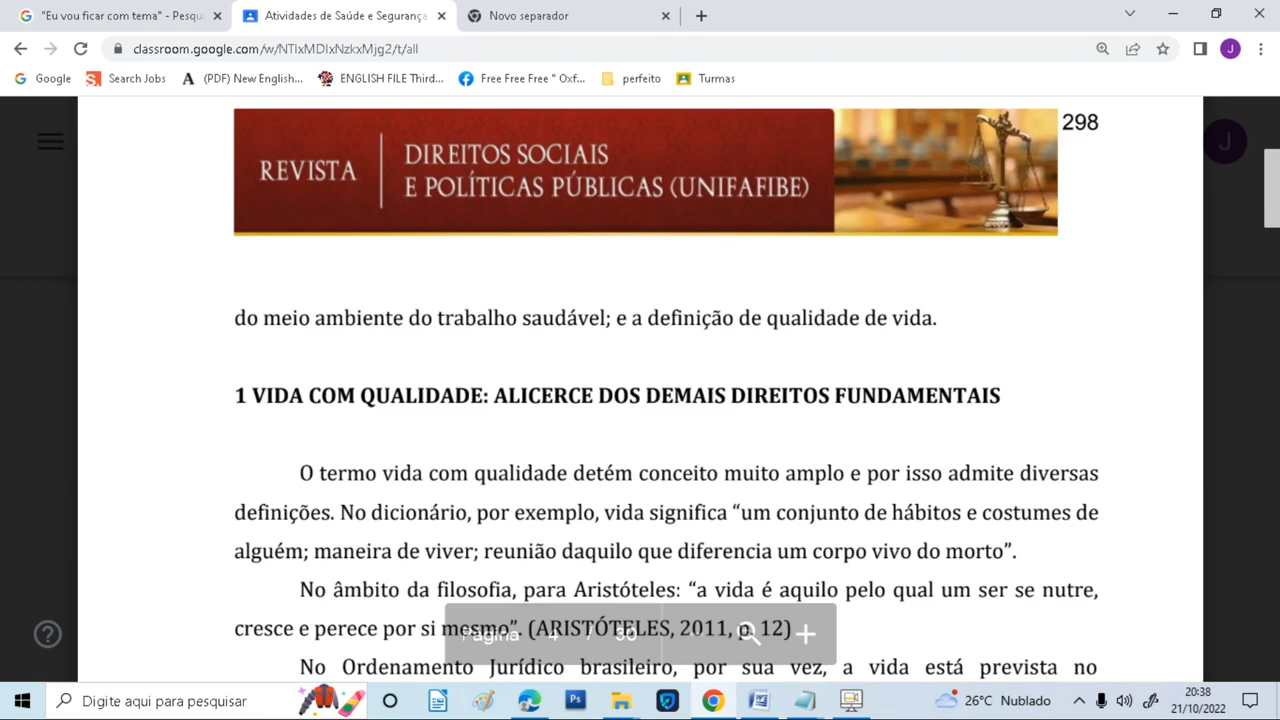 "Eu vou ficar com tema" - Pesqu
Atividades de Saúde e Segurança
Novo separador
classroom.google.com/w/NTIxMDIxNzkxMjg2/t/all
Google
Search Jobs
(PDF) New English...
ENGLISH FILE Third...
Free Free Free " Oxf...
perfeito
Turmas
J
298
REVISTA
DIREITOS SOCIAIS
E POLÍTICAS PÚBLICAS (UNIFAFIBE)
J
do meio ambiente do trabalho saudável; e a definição de qualidade de vida.
1 VIDA COM QUALIDADE: ALICERCE DOS DEMAIS DIREITOS FUNDAMENTAIS
O termo vida com qualidade detém conceito muito amplo e por isso admite diversas
definições. No dicionário, por exemplo, vida significa “um conjunto de hábitos e costumes de
alguém; maneira de viver; reunião daquilo que diferencia um corpo vivo do morto”.
No âmbito da filosofia, para Aristóteles: “a vida é aquilo pelo qual um ser se nutre,
cresce e perece por si mesmo”. (ARISTÓTELES, 2011, p. 12)
Página 4 / 30
No Ordenamento Jurídico brasileiro, por sua vez, a vida está prevista no
Digite aqui para pesquisar
26°C Nublado
20:38
21/10/2022